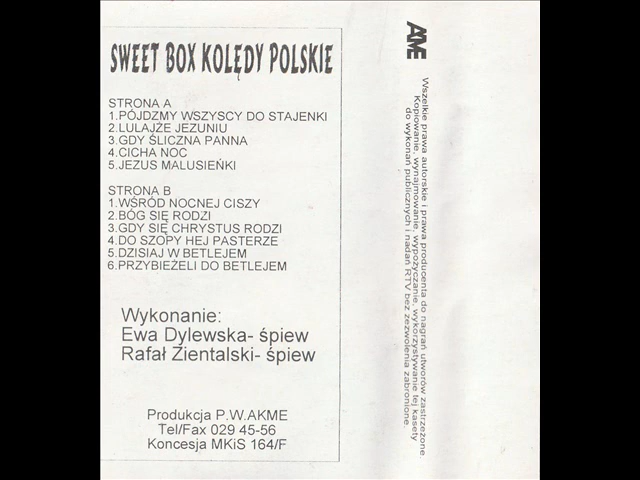 SWEET BOX KOLĘDY POLSKIE
STRONA A
1.PÓJDZMY WSZYSCY DO STAJENKI
2.LULAJŻE JEZUNIU
3.GDY ŚLICZNA PANNA
4.CICHA NOC
5.JEZUS MALUSIEŃKI
STRONA B
1.WŚRÓD NOCNEJ CISZY
2.BÓG SIĘ RODZI
3.GDY SIĘ CHRYSTUS RODZI
4.DO SZOPY HEJ PASTERZE
5.DZISIAJ W BETLEJEM
6.PRZYBIEŻELI DO BETLEJEM
Wykonanie:
Ewa Dylewska- śpiew
Rafał Zientalski- śpiew
Produkcja P.W.AKME
Tel/Fax 029 45-56
Koncesja MKiS 164/F
AKME
Wszelkie prawa autorskie i prawa producenta do nagrań utworów zastrzeżone.
Kopiowanie, wynajmowanie, wypożyczanie, wykorzystywanie tej kasety
do wykonań publicznych i nadań RTV bez zezwolenia zabronione.